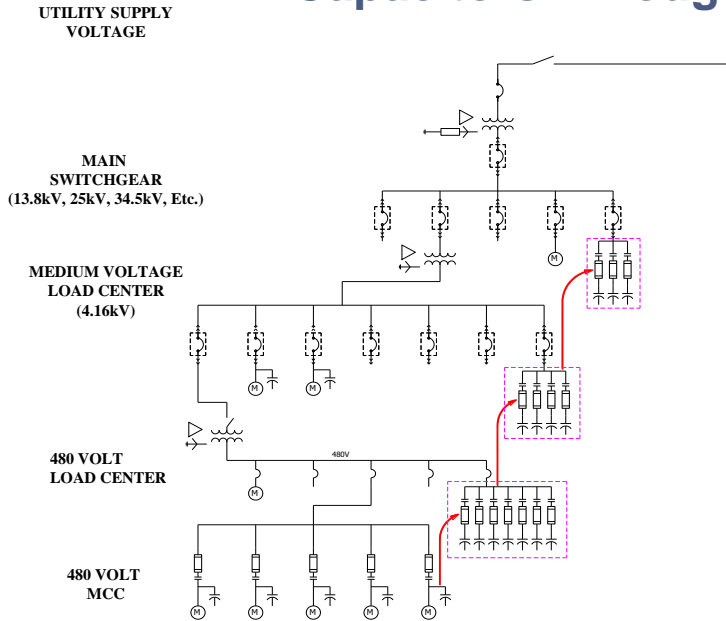 UTILITY SUPPLY
VOLTAGE
MAIN
SWITCHGEAR
(13.8kV, 25kV, 34.5kV, Etc.)
M
MEDIUM VOLTAGE
LOAD CENTER
(4.16kV)
M
M
480V
480 VOLT
LOAD CENTER
M
480 VOLT
MCC
M
M
M
M
M